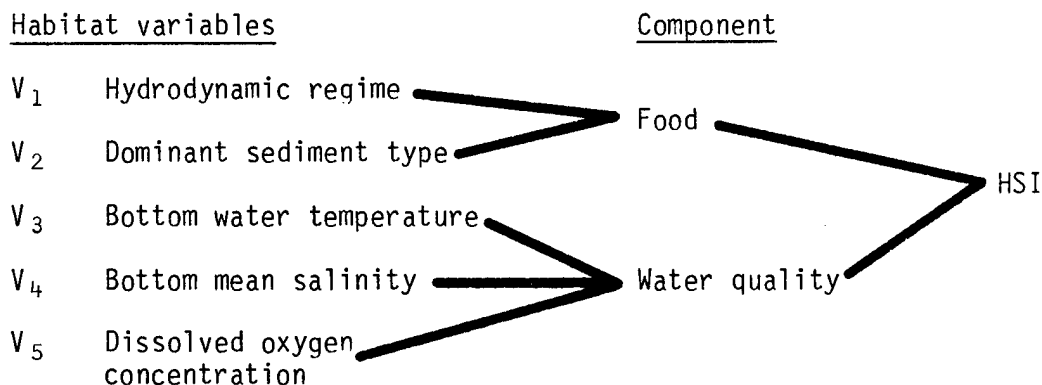 Habitat variables Component
V₁ Hydrodynamic regime
Food
V₂ Dominant sediment type
HSI
V₃ Bottom water temperature
V₄ Bottom mean salinity Water quality
V₅ Dissolved oxygen
concentration